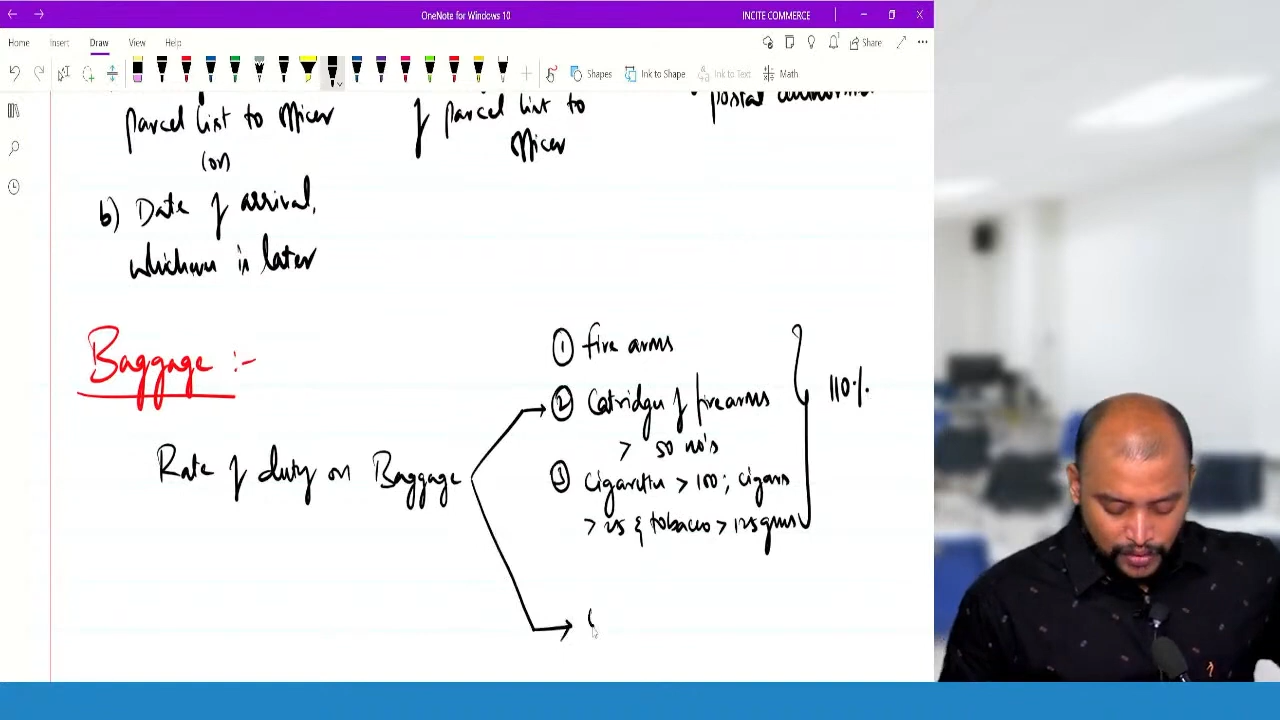 OneNote for Windows 10
INCITE COMMERCE
Home Insert Draw View Help
Share
Shapes
Ink to Shape
Ink to Text
Math
parcel list to officer
(or)
b) Date of arrival,
whichever is later
of parcel list to
officer
postal
Baggage :-
Rate of duty on Baggage
① fire arms
② Catridges of firearms
> 50 no's
③ Cigarettes > 100; cigars
> 25 & tobacco > 125 gms
110%